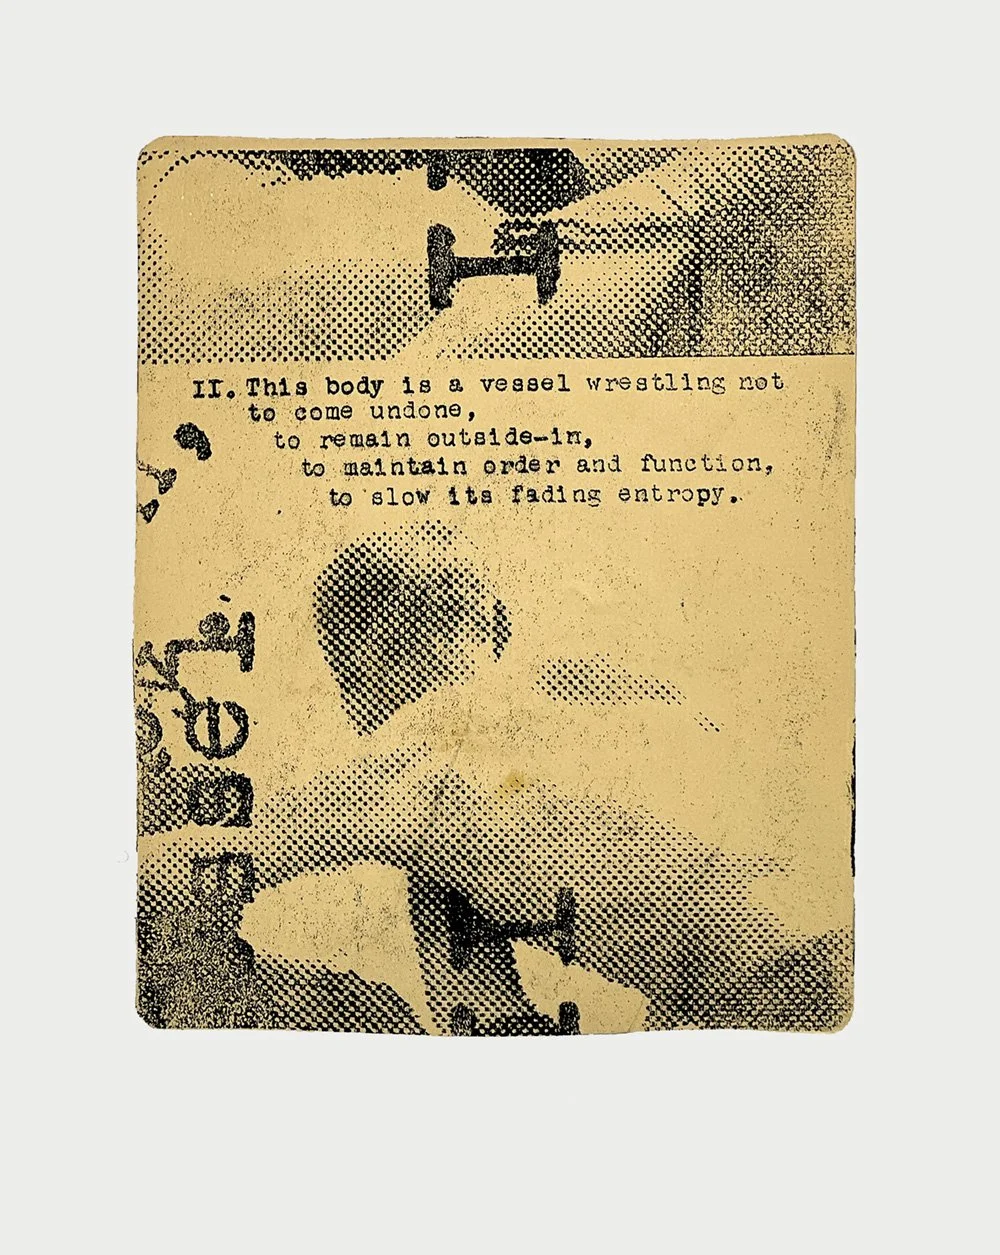 II. This body is a vessel wrestling not
to come undone,
to remain outside-in,
to maintain order and function,
to slow its fading entropy.
ssel